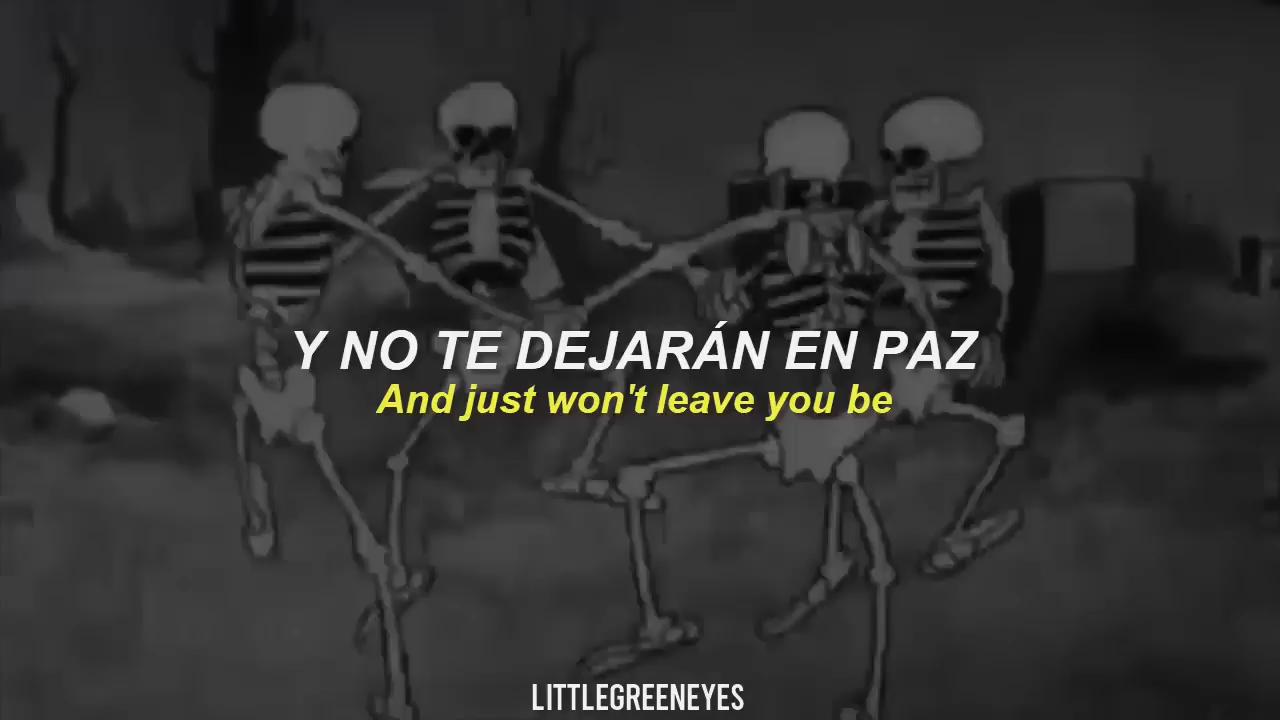 Y NO TE DEJARÁN EN PAZ
And just won't leave you be
LITTLEGREENEYES